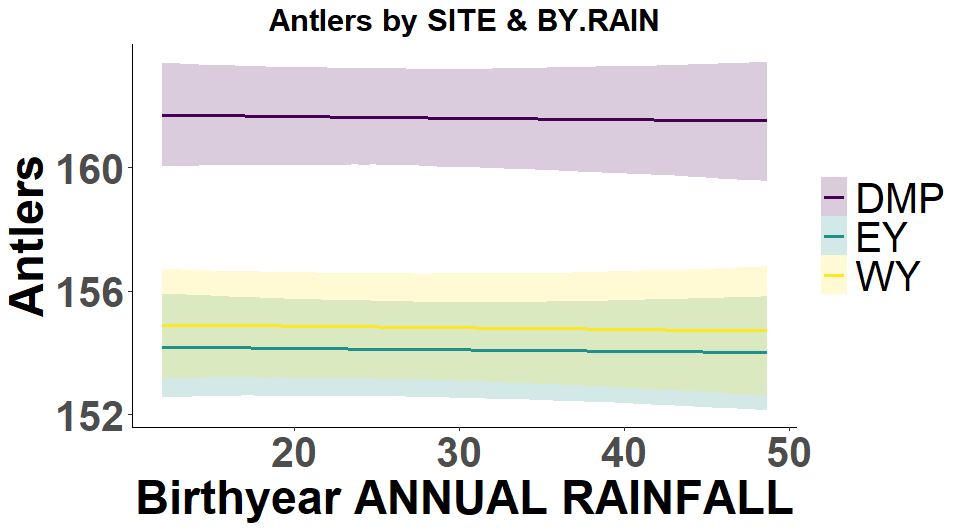 Antlers by SITE & BY.RAIN
Antlers
160
156
152
20 30 40 50
Birthyear ANNUAL RAINFALL
DMP
EY
WY